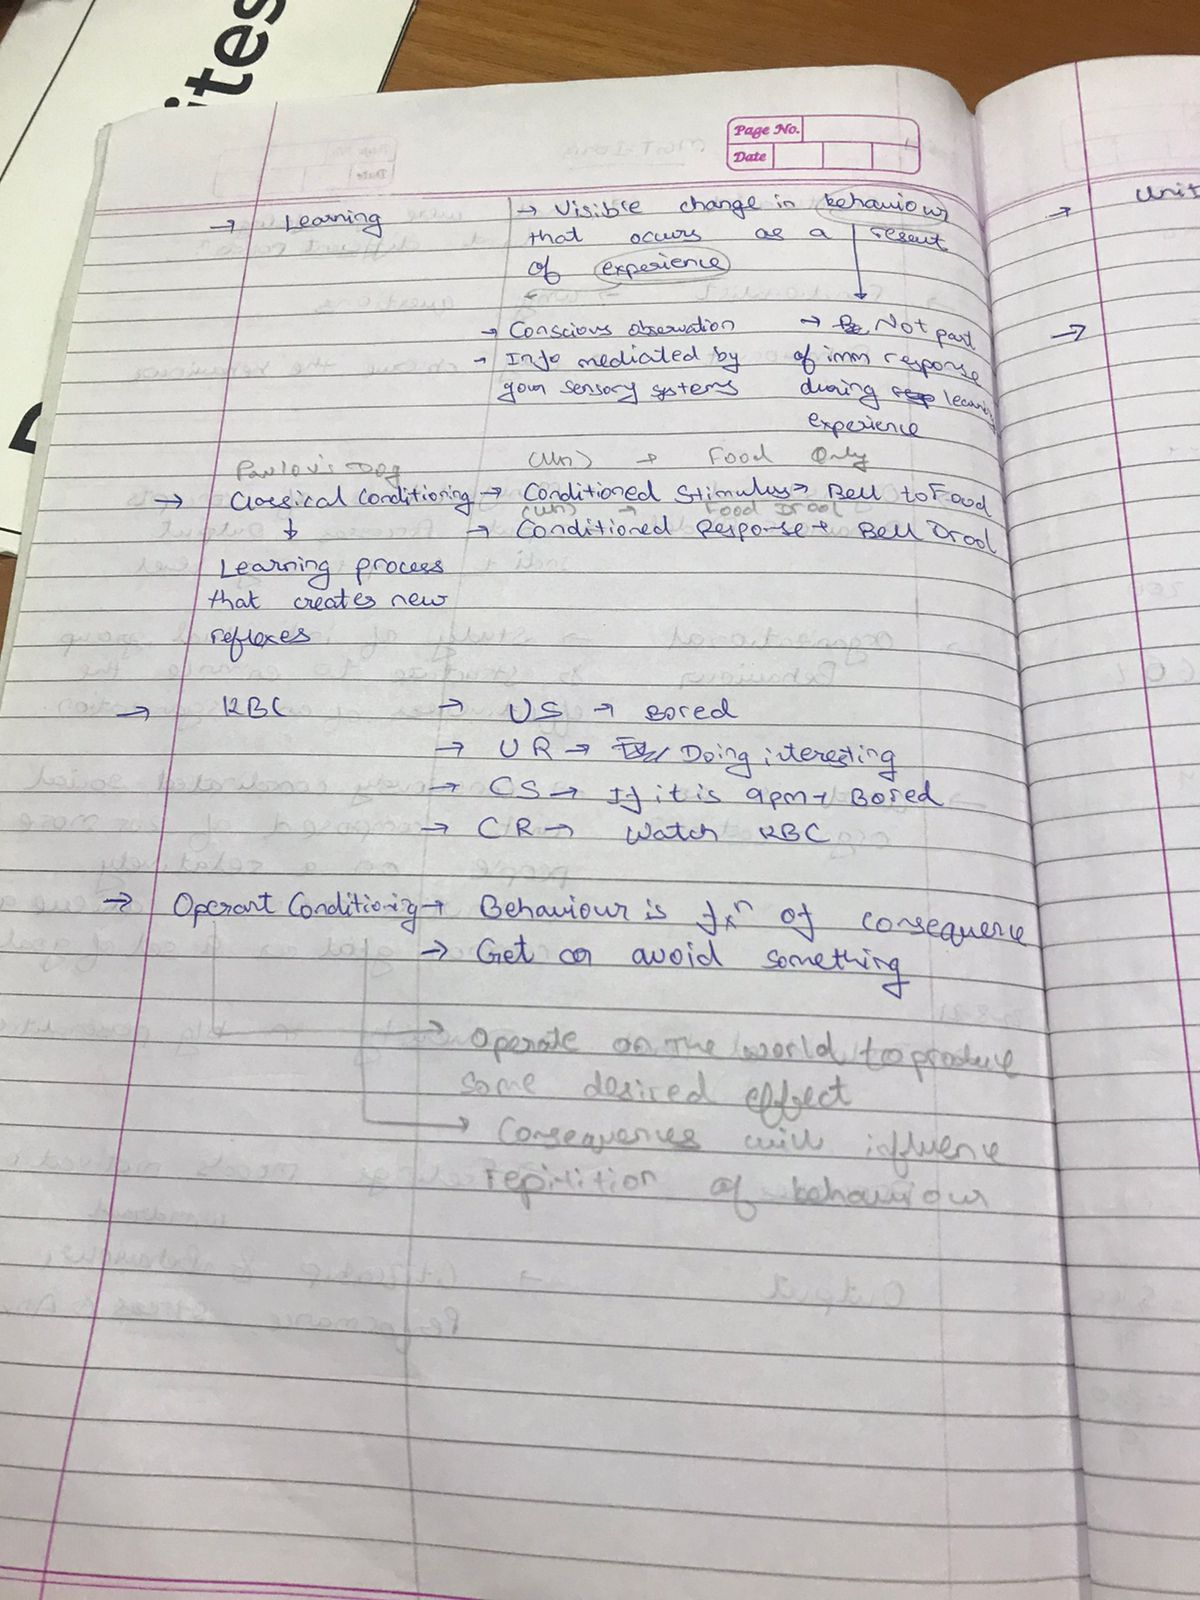 ites
Page No.
Date
→ Learning → Visible change in behaviour
that occurs as a result
of experience
→ Conscious observation → Not part
→ Info mediated by of imm response
your sensory systems during learning
experience
Pavlov's Dog (Un) → Food Only
→ Classical Conditioning → Conditioned Stimulus → Bell to Food
(Un) → Food Drool
↓ → Conditioned Response → Bell Drool
Learning process
that creates new
reflexes
→ KBC → US → Bored
→ UR → Doing interesting
→ CS → If it is 9pm → Bored
→ CR → Watch KBC
→ Operant Conditioning → Behaviour is fxⁿ of consequence
→ Get or avoid something
→ Operate on the world to produce
some desired effect
→ Consequences will influence
repitition of behaviour
→ Unit
→